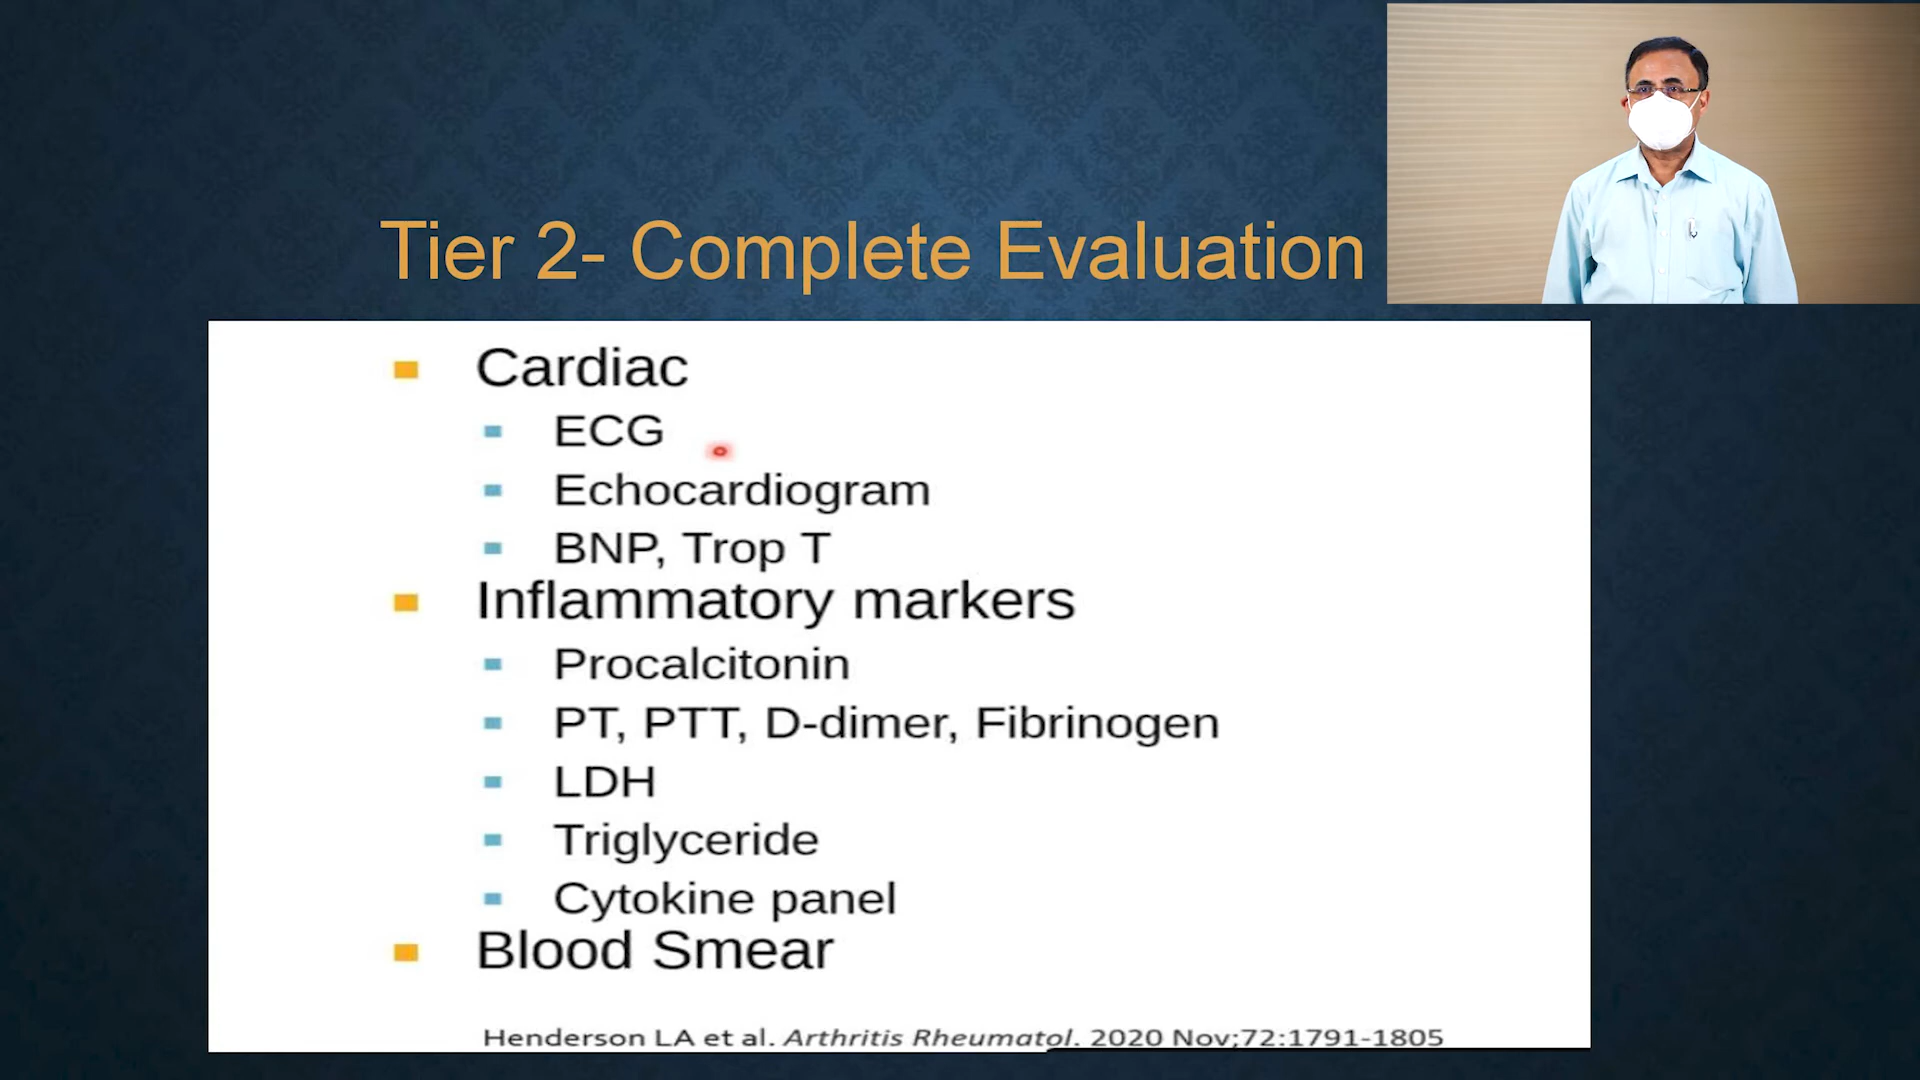 Tier 2- Complete Evaluation
Cardiac
ECG
Echocardiogram
BNP, Trop T
Inflammatory markers
Procalcitonin
PT, PTT, D-dimer, Fibrinogen
LDH
Triglyceride
Cytokine panel
Blood Smear
Henderson LA et al. Arthritis Rheumatol. 2020 Nov;72:1791-1805